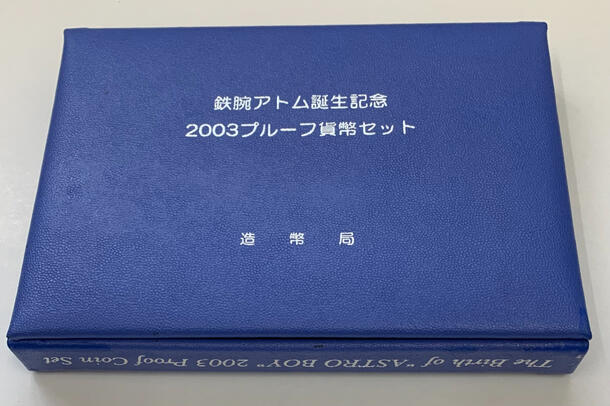 鉄腕アトム誕生記念
2003プルーフ貨幣セット
造幣局
The Birth of "ASTRO BOY" 2003 Proof Coin Set